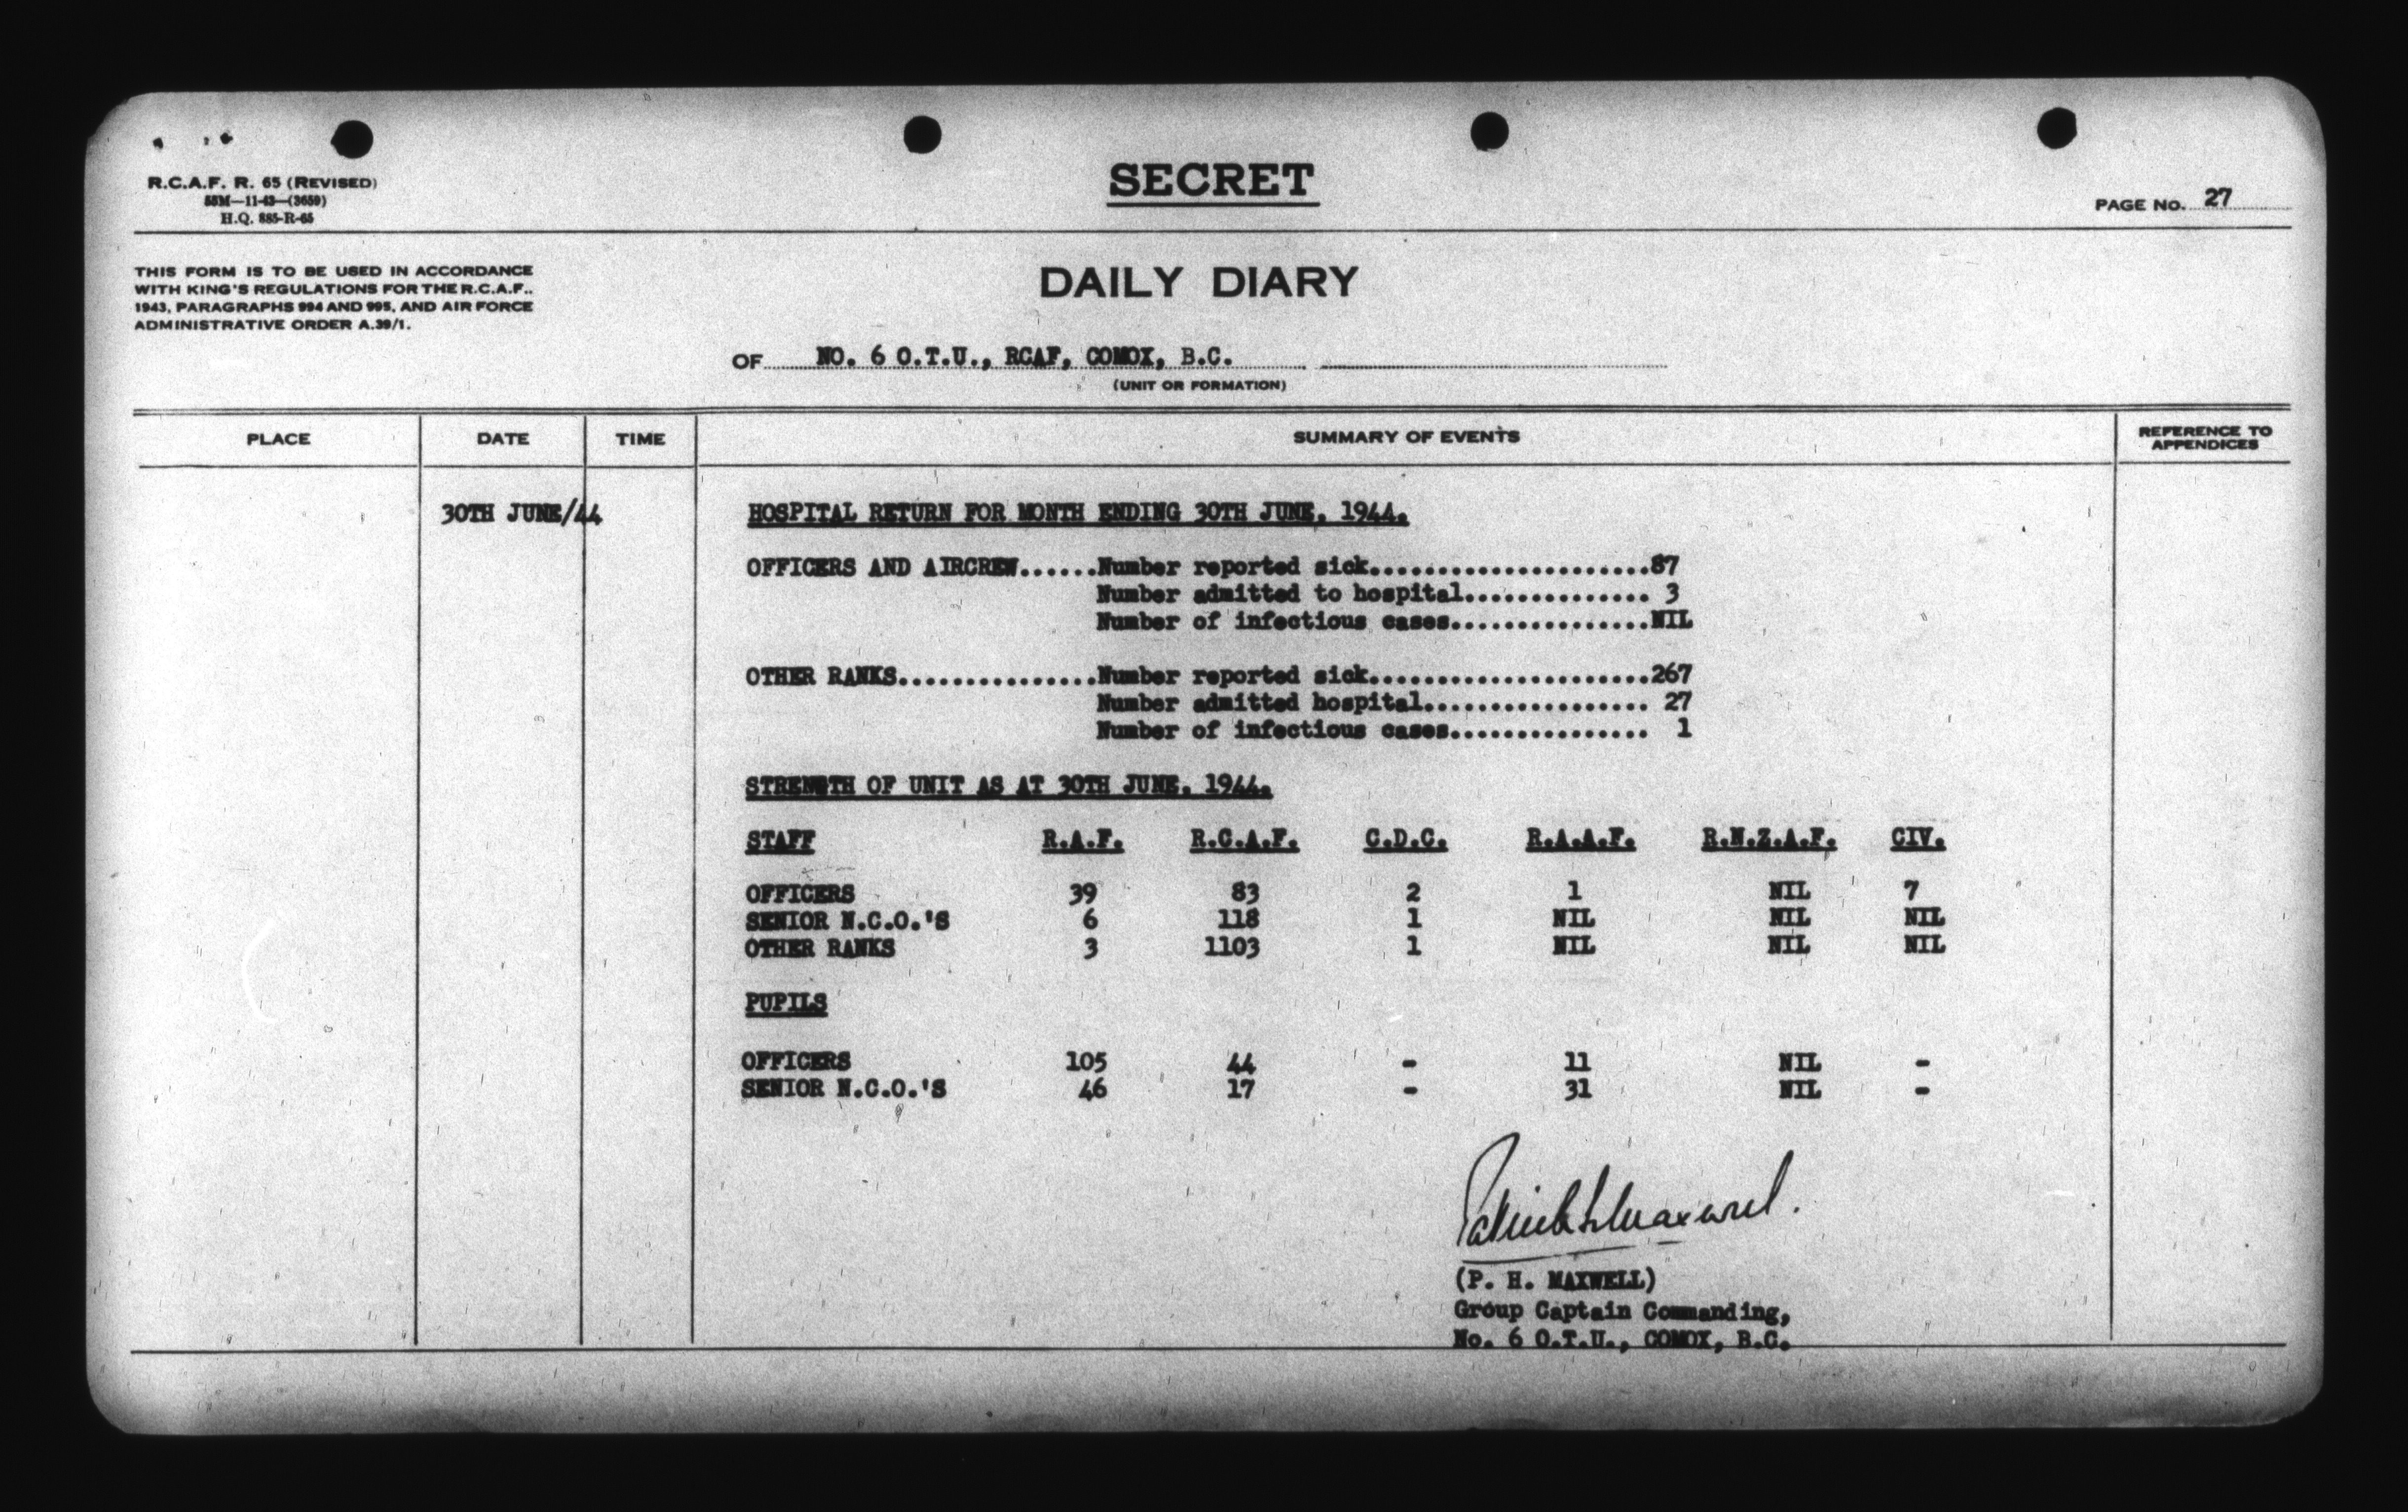 R.C.A.F. R. 65 (REVISED)
55M—11-43—(3659)
H.Q. 885-R-65
SECRET
PAGE No. 27
THIS FORM IS TO BE USED IN ACCORDANCE
WITH KING'S REGULATIONS FOR THE R.C.A.F.,
1943, PARAGRAPHS 994 AND 995, AND AIR FORCE
ADMINISTRATIVE ORDER A.39/1.
DAILY DIARY
OF NO. 6 O.T.U., RCAF, COMOX, B.C.
(UNIT OR FORMATION)
PLACE DATE TIME SUMMARY OF EVENTS REFERENCE TO APPENDICES
30TH JUNE/44 HOSPITAL RETURN FOR MONTH ENDING 30TH JUNE, 1944.
OFFICERS AND AIRCREW......Number reported sick.....................87
Number admitted to hospital.............. 3
Number of infectious cases...............NIL
OTHER RANKS...............Number reported sick.....................267
Number admitted hospital................. 27
Number of infectious cases............... 1
STRENGTH OF UNIT AS AT 30TH JUNE, 1944.
STAFF R.A.F. R.C.A.F. C.D.C. R.A.A.F. R.N.Z.A.F. CIV.
OFFICERS 39 83 2 1 NIL 7
SENIOR N.C.O.'S 6 118 1 NIL NIL NIL
OTHER RANKS 3 1103 1 NIL NIL NIL
PUPILS
OFFICERS 105 44 - 11 NIL -
SENIOR N.C.O.'S 46 17 - 31 NIL -
Patrick H Maxwell.
(P. H. MAXWELL)
Group Captain Commanding,
No. 6 O.T.U., COMOX, B.C.